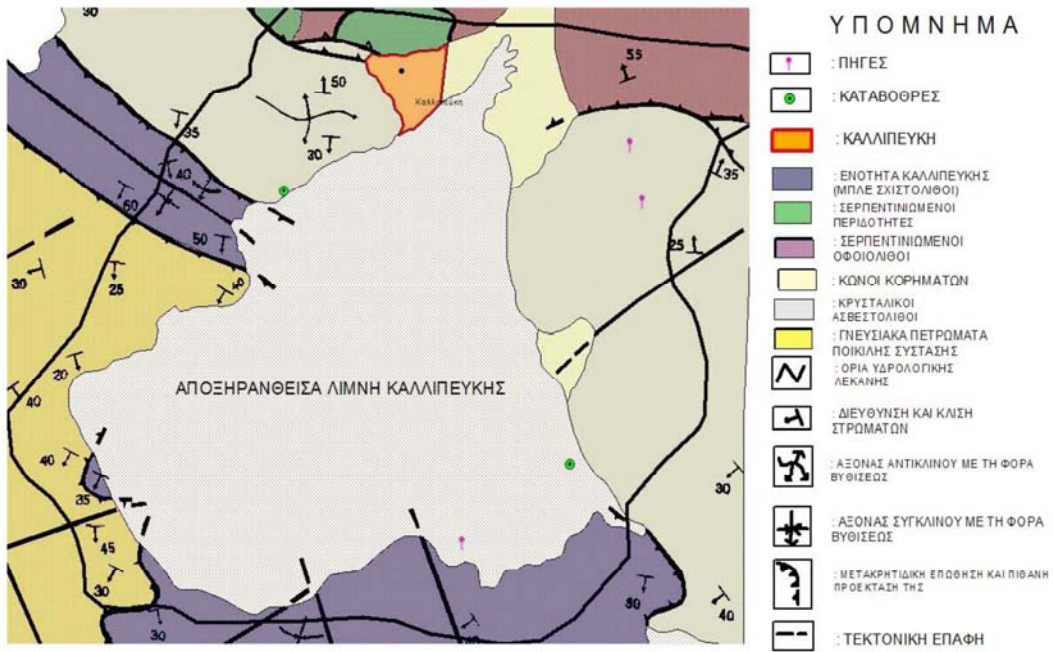 ΥΠΟΜΝΗΜΑ
: ΠΗΓΕΣ
: ΚΑΤΑΒΟΘΡΕΣ
: ΚΑΛΛΙΠΕΥΚΗ
: ΕΝΟΤΗΤΑ ΚΑΛΛΙΠΕΥΚΗΣ
(ΜΠΛΕ ΣΧΙΣΤΟΛΙΘΟΙ)
: ΣΕΡΠΕΝΤΙΝΙΩΜΕΝΟΙ
ΠΕΡΙΔΟΤΗΤΕΣ
: ΣΕΡΠΕΝΤΙΝΙΩΜΕΝΟΙ
ΟΦΟΙΟΛΙΘΟΙ
: ΚΩΝΟΙ ΚΟΡΗΜΑΤΩΝ
: ΚΡΥΣΤΑΛΙΚΟΙ
ΑΣΒΕΣΤΟΛΙΘΟΙ
: ΓΝΕΥΣΙΑΚΑ ΠΕΤΡΩΜΑΤΑ
ΠΟΙΚΙΛΗΣ ΣΥΣΤΑΣΗΣ
: ΟΡΙΑ ΥΔΡΟΛΟΓΙΚΗΣ
ΛΕΚΑΝΗΣ
: ΔΙΕΥΘΥΝΣΗ ΚΑΙ ΚΛΙΣΗ
ΣΤΡΩΜΑΤΩΝ
: ΑΞΟΝΑΣ ΑΝΤΙΚΛΙΝΟΥ ΜΕ ΤΗ ΦΟΡΑ
ΒΥΘΙΣΕΩΣ
: ΑΞΟΝΑΣ ΣΥΓΚΛΙΝΟΥ ΜΕ ΤΗ ΦΟΡΑ
ΒΥΘΙΣΕΩΣ
: ΜΕΤΑΚΡΗΤΙΔΙΚΗ ΕΠΩΘΗΣΗ ΚΑΙ ΠΙΘΑΝΗ
ΠΡΟΕΚΤΑΣΗ ΤΗΣ
: ΤΕΚΤΟΝΙΚΗ ΕΠΑΦΗ
30
50
55
Καλλιπεύκη
35
30
40
35
60
50
25
30
25
40
20
ΑΠΟΞΗΡΑΝΘΕΙΣΑ ΛΙΜΝΗ ΚΑΛΛΙΠΕΥΚΗΣ
40
40
35
30
45
30
30
40